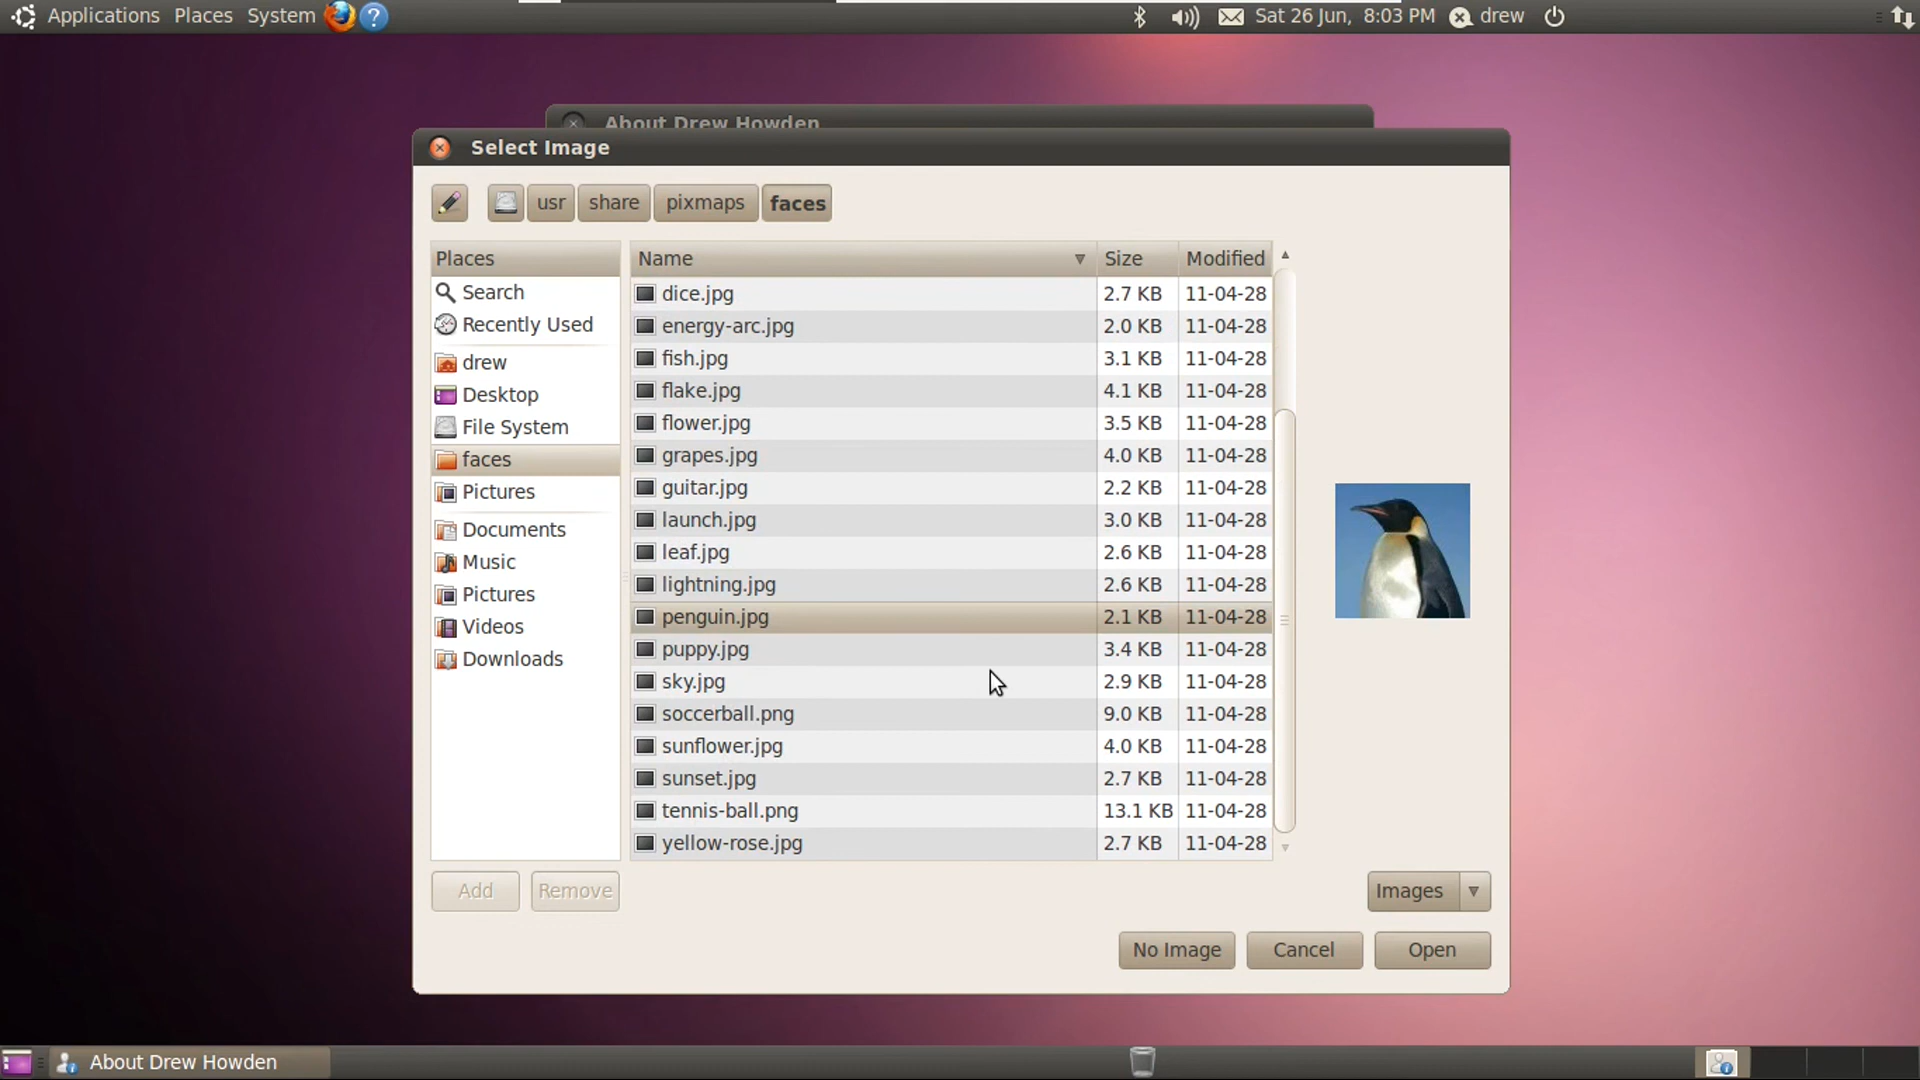 Applications Places System ? Sat 26 Jun, 8:03 PM drew
About Drew Howden
Select Image
usr share pixmaps faces
Places
Search
Recently Used
drew
Desktop
File System
faces
Pictures
Documents
Music
Pictures
Videos
Downloads
Name Size Modified
dice.jpg 2.7 KB 11-04-28
energy-arc.jpg 2.0 KB 11-04-28
fish.jpg 3.1 KB 11-04-28
flake.jpg 4.1 KB 11-04-28
flower.jpg 3.5 KB 11-04-28
grapes.jpg 4.0 KB 11-04-28
guitar.jpg 2.2 KB 11-04-28
launch.jpg 3.0 KB 11-04-28
leaf.jpg 2.6 KB 11-04-28
lightning.jpg 2.6 KB 11-04-28
penguin.jpg 2.1 KB 11-04-28
puppy.jpg 3.4 KB 11-04-28
sky.jpg 2.9 KB 11-04-28
soccerball.png 9.0 KB 11-04-28
sunflower.jpg 4.0 KB 11-04-28
sunset.jpg 2.7 KB 11-04-28
tennis-ball.png 13.1 KB 11-04-28
yellow-rose.jpg 2.7 KB 11-04-28
Add Remove Images
No Image Cancel Open
About Drew Howden